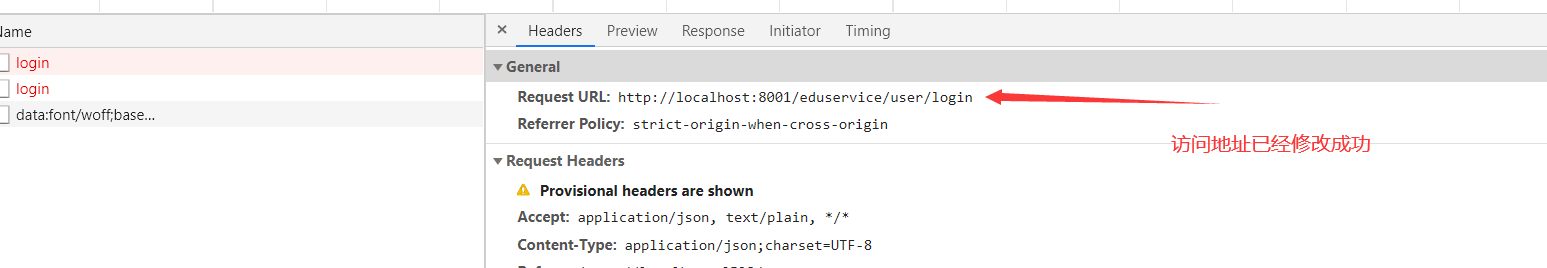 Name
Headers Preview Response Initiator Timing
login
General
login
Request URL: http://localhost:8001/eduservice/user/login
data:font/woff;base...
Referrer Policy: strict-origin-when-cross-origin
访问地址已经修改成功
Request Headers
Provisional headers are shown
Accept: application/json, text/plain, */*
Content-Type: application/json;charset=UTF-8